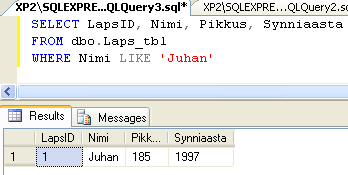 XP2\SQLEXPRE...QLQuery3.sql* XP2\SQLEXPRE...QLQuery2.sq
SELECT LapsID, Nimi, Pikkus, Synniaasta
FROM dbo.Laps_tbl
WHERE Nimi LIKE 'Juhan'
Results Messages
LapsID Nimi Pikk... Synniaasta
1 1 Juhan 185 1997